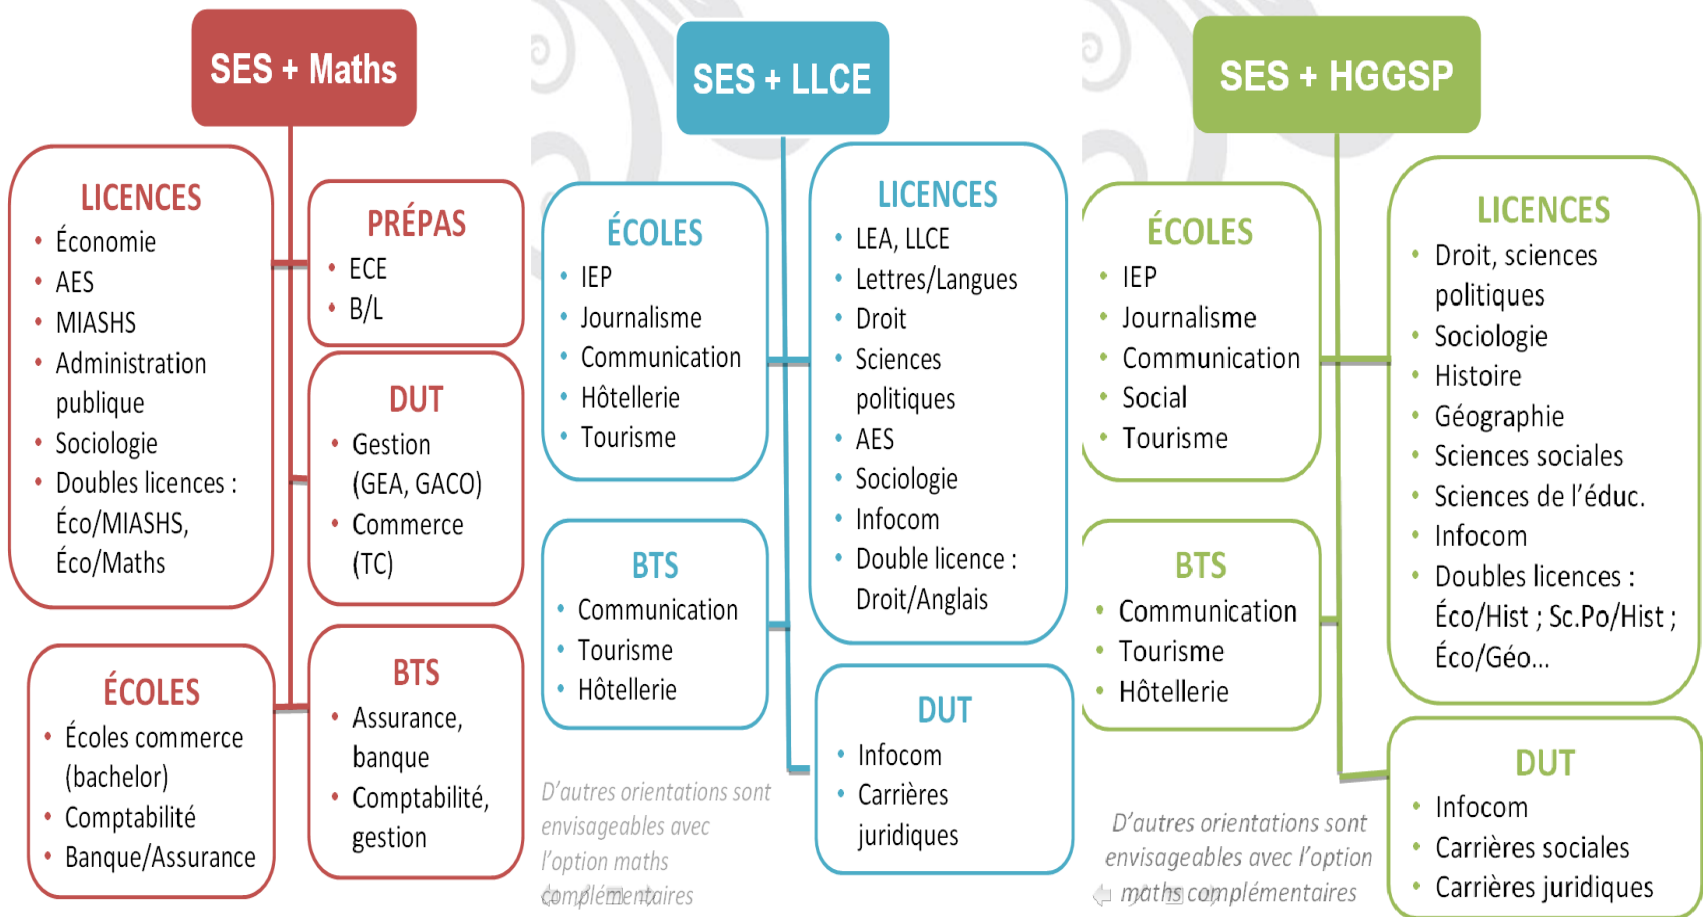 SES + Maths
LICENCES
• Économie
• AES
• MIASHS
• Administration
publique
• Sociologie
• Doubles licences :
Éco/MIASHS,
Éco/Maths
PRÉPAS
• ECE
• B/L
DUT
• Gestion
(GEA, GACO)
• Commerce
(TC)
ÉCOLES
• Écoles commerce
(bachelor)
• Comptabilité
• Banque/Assurance
BTS
• Assurance,
banque
• Comptabilité,
gestion
SES + LLCE
ÉCOLES
• IEP
• Journalisme
• Communication
• Hôtellerie
• Tourisme
LICENCES
• LEA, LLCE
• Lettres/Langues
• Droit
• Sciences
politiques
• AES
• Sociologie
• Infocom
• Double licence :
Droit/Anglais
BTS
• Communication
• Tourisme
• Hôtellerie
DUT
• Infocom
• Carrières
juridiques
D'autres orientations sont
envisageables avec
l'option maths
complémentaires
SES + HGGSP
ÉCOLES
• IEP
• Journalisme
• Communication
• Social
• Tourisme
LICENCES
• Droit, sciences
politiques
• Sociologie
• Histoire
• Géographie
• Sciences sociales
• Sciences de l'éduc.
• Infocom
• Doubles licences :
Éco/Hist ; Sc.Po/Hist ;
Éco/Géo...
BTS
• Communication
• Tourisme
• Hôtellerie
DUT
• Infocom
• Carrières sociales
• Carrières juridiques
D'autres orientations sont
envisageables avec l'option
maths complémentaires